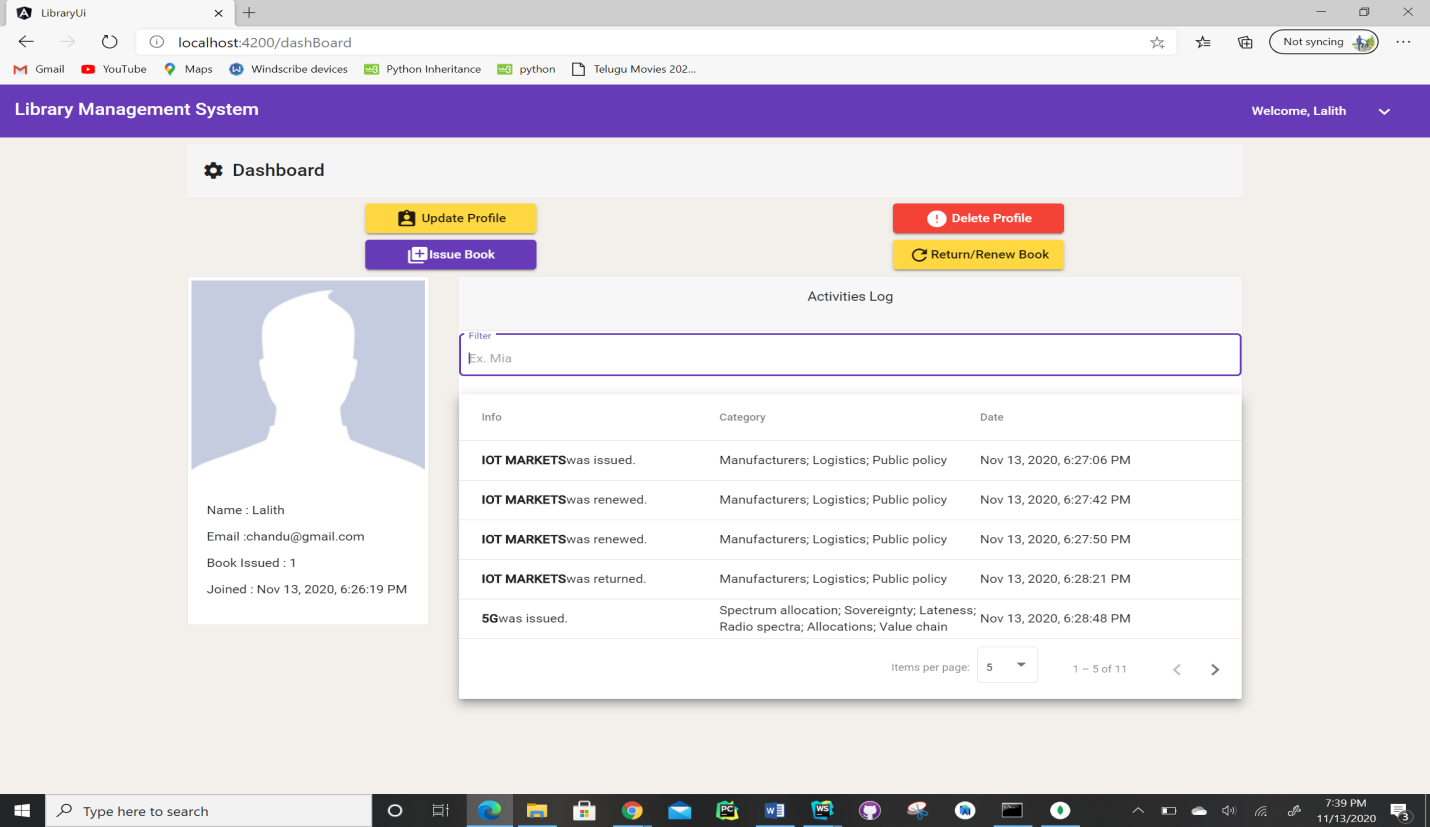 LibraryUi
localhost:4200/dashBoard
Not syncing
Gmail YouTube Maps Windscribe devices Python Inheritance python Telugu Movies 202...
Library Management System
Welcome, Lalith
Dashboard
Update Profile
Delete Profile
Issue Book
Return/Renew Book
Activities Log
Filter
Ex. Mia
Info Category Date
IOT MARKETSwas issued. Manufacturers; Logistics; Public policy Nov 13, 2020, 6:27:06 PM
IOT MARKETSwas renewed. Manufacturers; Logistics; Public policy Nov 13, 2020, 6:27:42 PM
IOT MARKETSwas renewed. Manufacturers; Logistics; Public policy Nov 13, 2020, 6:27:50 PM
IOT MARKETSwas returned. Manufacturers; Logistics; Public policy Nov 13, 2020, 6:28:21 PM
5Gwas issued. Spectrum allocation; Sovereignty; Lateness; Nov 13, 2020, 6:28:48 PM
Radio spectra; Allocations; Value chain
Items per page: 5 1 – 5 of 11
Name : Lalith
Email :chandu@gmail.com
Book Issued : 1
Joined : Nov 13, 2020, 6:26:19 PM
Type here to search
PC
W
WS
7:39 PM
11/13/2020
3